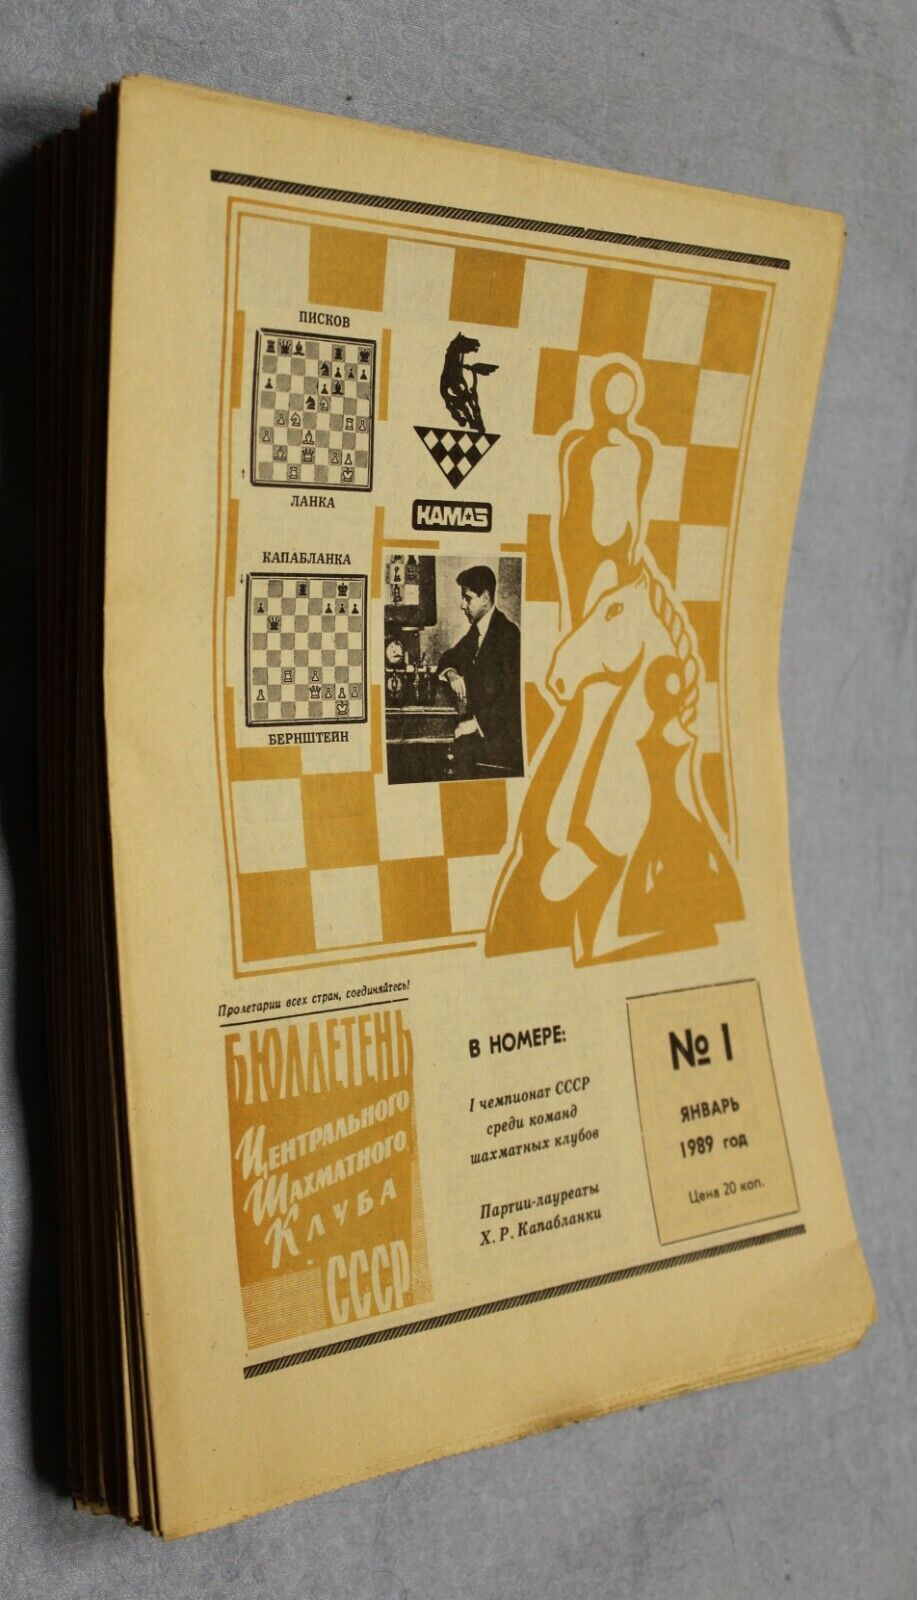 ПИСКОВ
ЛАНКА
КАМАЗ
КАПАБЛАНКА
БЕРНШТЕЙН
Пролетарии всех стран, соединяйтесь!
БЮЛЛЕТЕНЬ
ЦЕНТРАЛЬНОГО
ШАХМАТНОГО
КЛУБА
СССР
В НОМЕРЕ:
I чемпионат СССР
среди команд
шахматных клубов
Партии-лауреаты
Х. Р. Капабланки
№ 1
ЯНВАРЬ
1989 год
Цена 20 коп.